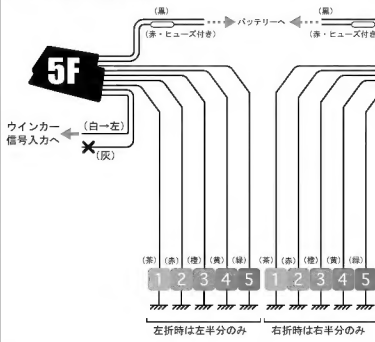 (黒)
(黒)
バッテリーへ
(赤・ヒューズ付き)
(赤・ヒューズ付き
5F
ウインカー
信号入力へ
(白→左)
(灰)
(茶) (赤) (橙) (黄) (緑) (茶) (赤) (橙) (黄) (緑)
1 2 3 4 5 1 2 3 4 5
左折時は左半分のみ 右折時は右半分のみ